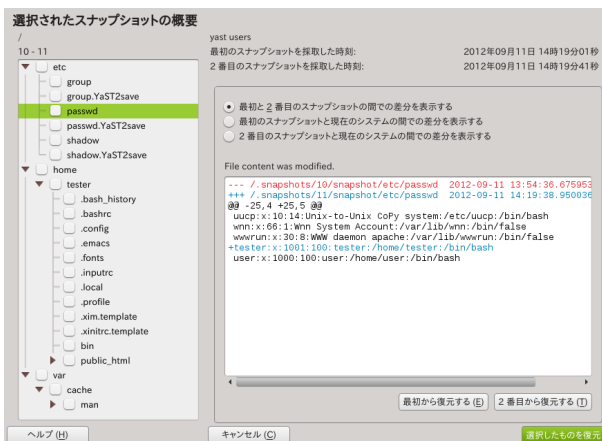 選択されたスナップショットの概要
/
10 - 11
etc
group
group.YaST2save
passwd
passwd.YaST2save
shadow
shadow.YaST2save
home
tester
.bash_history
.bashrc
.config
.emacs
.fonts
.inputrc
.local
.profile
.xim.template
.xinitrc.template
bin
public_html
var
cache
man
yast users
最初のスナップショットを採取した時刻: 2012年09月11日 14時19分01秒
2 番目のスナップショットを採取した時刻: 2012年09月11日 14時19分41秒
最初と 2 番目のスナップショットの間での差分を表示する
最初のスナップショットと現在のシステムの間での差分を表示する
2 番目のスナップショットと現在のシステムの間での差分を表示する
File content was modified.
--- /.snapshots/10/snapshot/etc/passwd 2012-09-11 13:54:36.675953
+++ /.snapshots/11/snapshot/etc/passwd 2012-09-11 14:19:38.950036
@@ -25,4 +25,5 @@
uucp:x:10:14:Unix-to-Unix CoPy system:/etc/uucp:/bin/bash
wnn:x:66:1:Wnn System Account:/var/lib/wnn:/bin/false
wwwrun:x:30:8:WWW daemon apache:/var/lib/wwwrun:/bin/false
+tester:x:1001:100:tester:/home/tester:/bin/bash
user:x:1000:100:user:/home/user:/bin/bash
最初から復元する (E)
2 番目から復元する (T)
ヘルプ (H)
キャンセル (C)
選択したものを復元